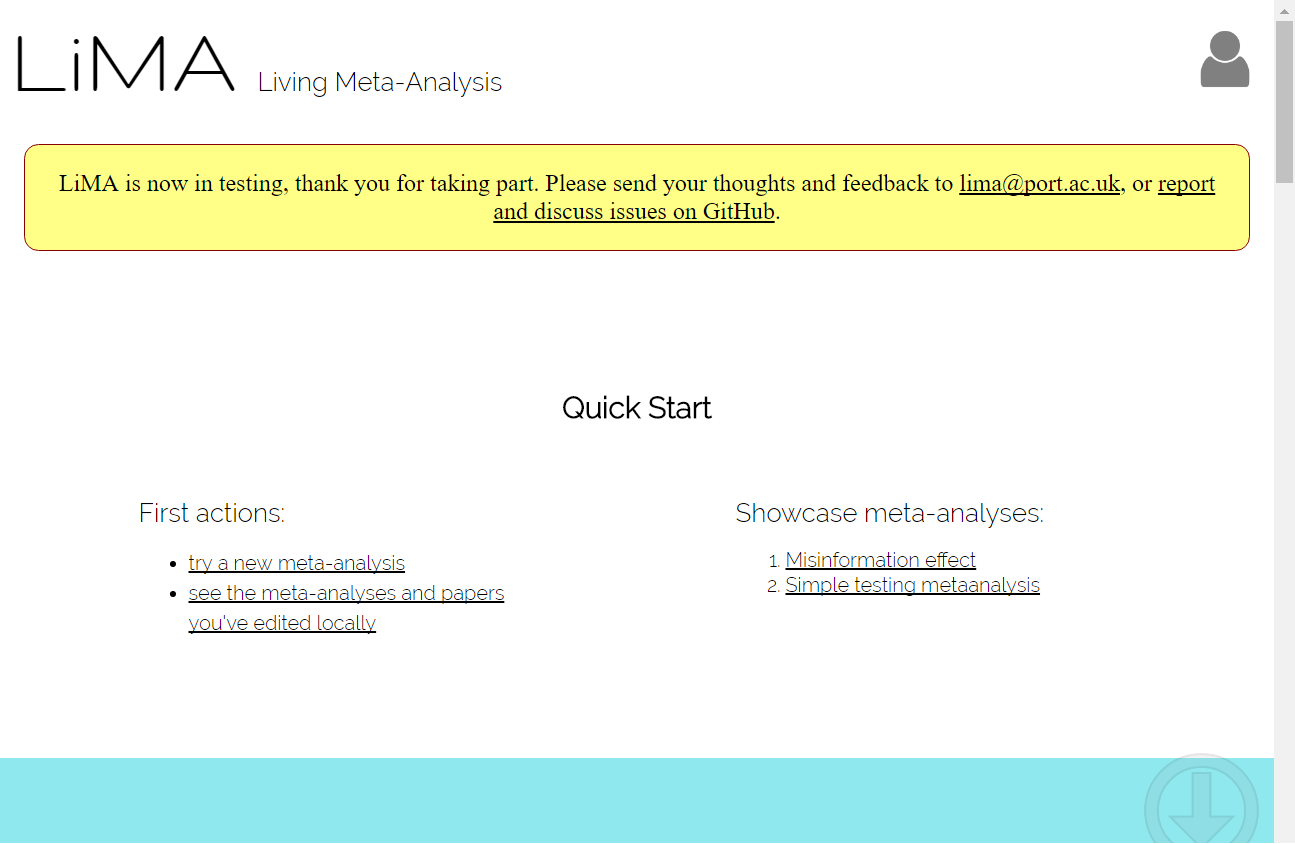 LiMA Living Meta-Analysis
LiMA is now in testing, thank you for taking part. Please send your thoughts and feedback to lima@port.ac.uk, or report
and discuss issues on GitHub.
Quick Start
First actions:
try a new meta-analysis
see the meta-analyses and papers
you've edited locally
Showcase meta-analyses:
1. Misinformation effect
2. Simple testing metaanalysis